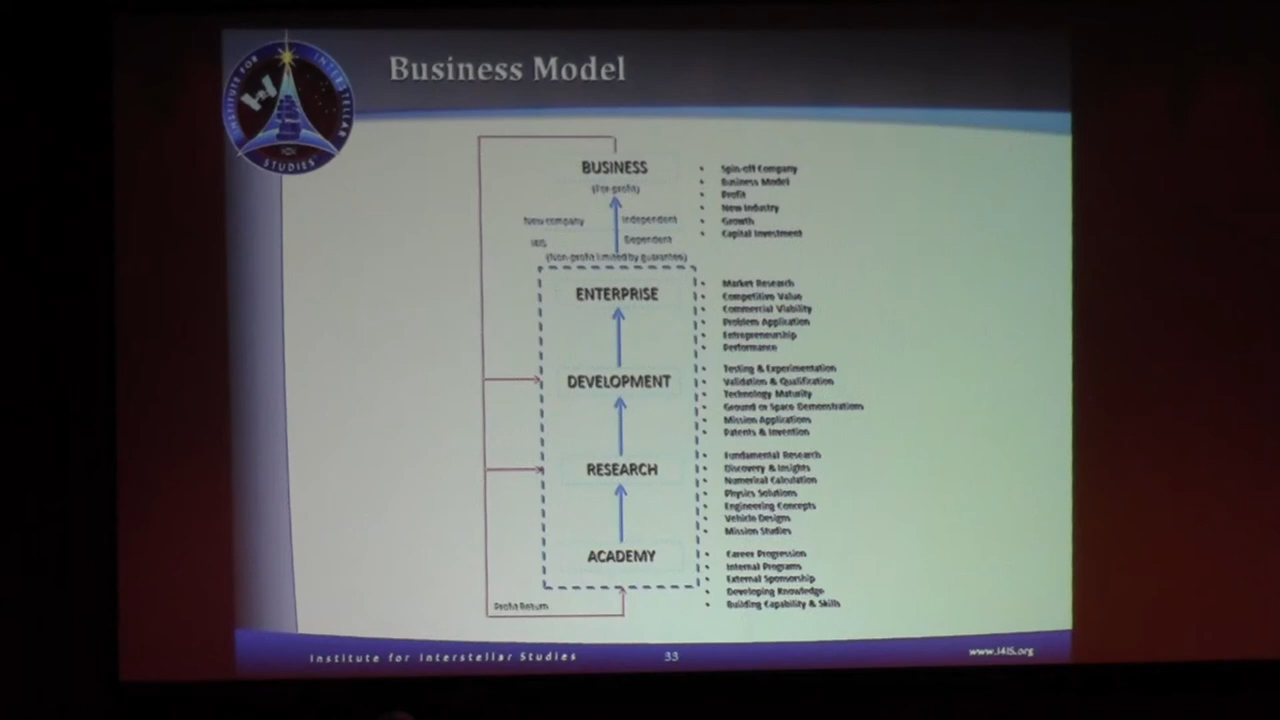 Business Model
INSTITUTE FOR INTERSTELLAR STUDIES
BUSINESS
(For-profit)
New company
Independent
I4IS
Dependent
(Non-profit limited by guarantee)
ENTERPRISE
DEVELOPMENT
RESEARCH
ACADEMY
Profit Return
• Spin-off Company
• Business Model
• Profit
• New Industry
• Growth
• Capital Investment
• Market Research
• Competitive Value
• Commercial Viability
• Problem Application
• Entrepreneurship
• Performance
• Testing & Experimentation
• Validation & Qualification
• Technology Maturity
• Ground or Space Demonstrations
• Mission Applications
• Patents & Invention
• Fundamental Research
• Discovery & Insights
• Numerical Calculation
• Physics Solutions
• Engineering Concepts
• Vehicle Designs
• Mission Studies
• Career Progression
• Internal Programs
• External Sponsorship
• Developing Knowledge
• Building Capability & Skills
Institute for Interstellar Studies
33
www.I4IS.org